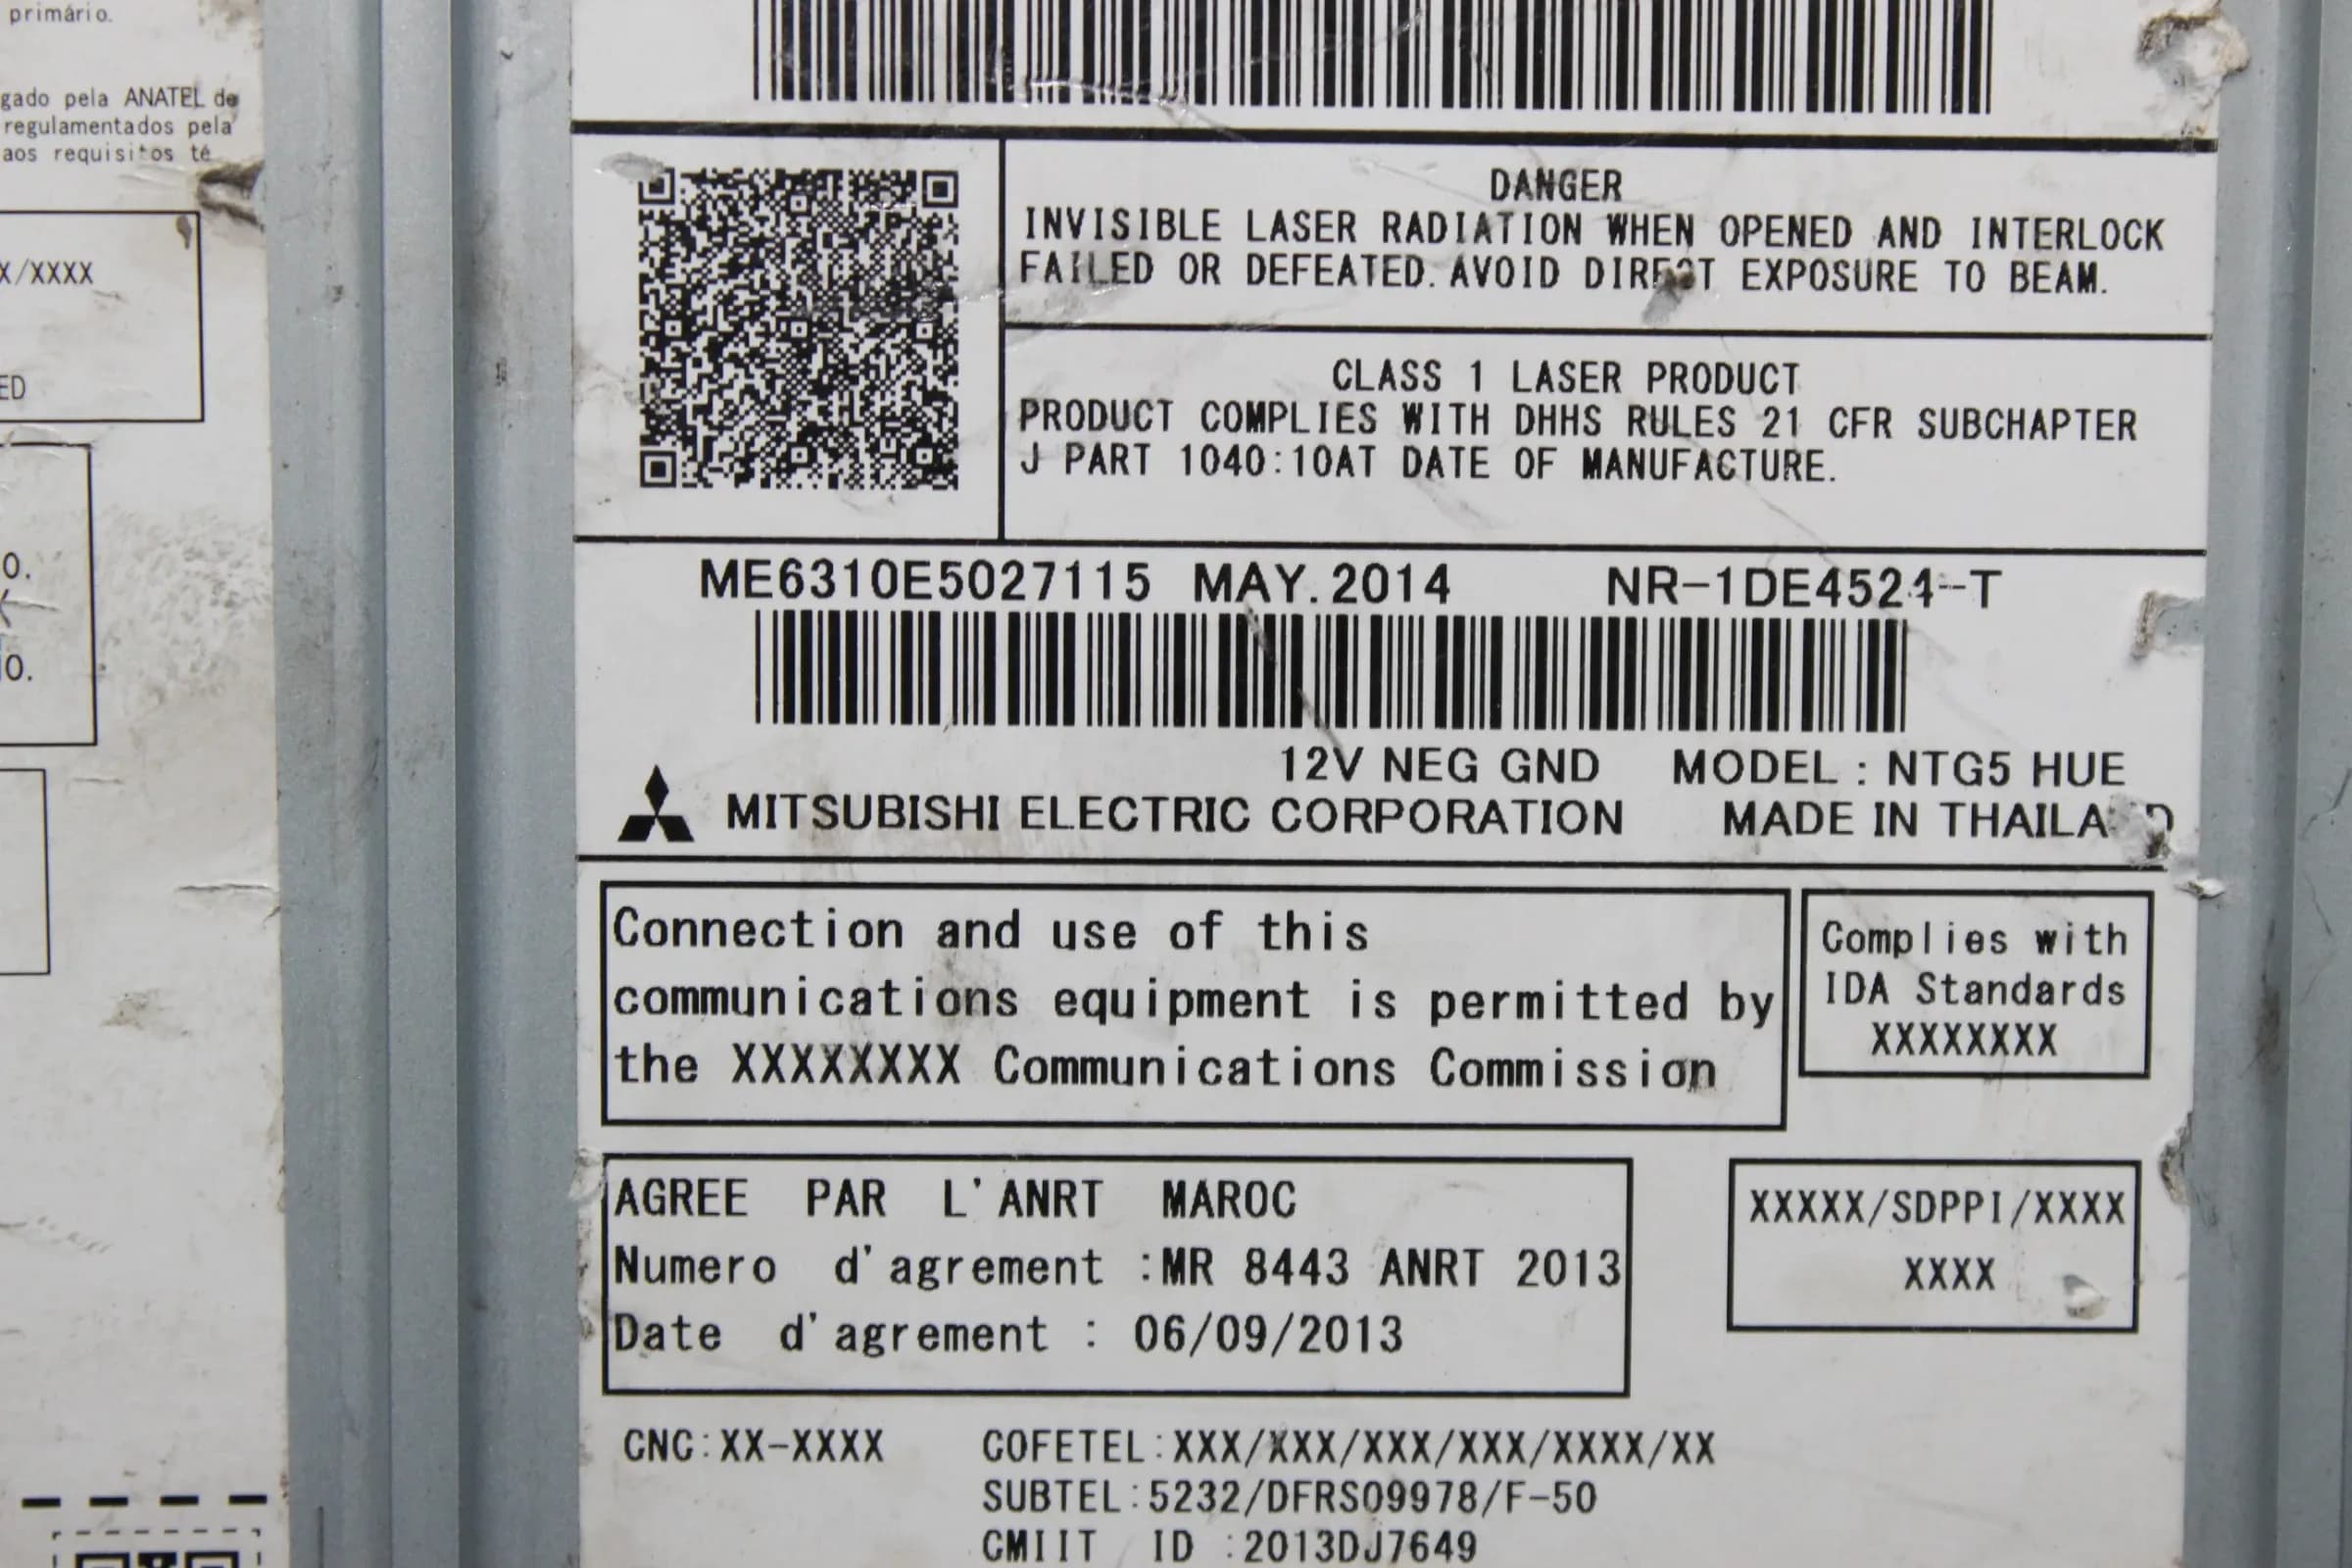 primário.
gado pela ANATEL de
regulamentados pela
aos requisitos té
X/XXXX
ED
O.
O.
DANGER
INVISIBLE LASER RADIATION WHEN OPENED AND INTERLOCK
FAILED OR DEFEATED. AVOID DIRECT EXPOSURE TO BEAM.
CLASS 1 LASER PRODUCT
PRODUCT COMPLIES WITH DHHS RULES 21 CFR SUBCHAPTER
J PART 1040:10AT DATE OF MANUFACTURE.
ME6310E5027115 MAY.2014 NR-1DE4524-T
12V NEG GND MODEL : NTG5 HUE
MITSUBISHI ELECTRIC CORPORATION MADE IN THAILAND
Connection and use of this
communications equipment is permitted by
the XXXXXXXX Communications Commission
Complies with
IDA Standards
XXXXXXXX
AGREE PAR L'ANRT MAROC
Numero d'agrement :MR 8443 ANRT 2013
Date d'agrement : 06/09/2013
XXXXX/SDPPI/XXXX
XXXX
CNC:XX-XXXX COFETEL:XXX/XXX/XXX/XXX/XXXX/XX
SUBTEL:5232/DFRS09978/F-50
CMIIT ID :2013DJ7649